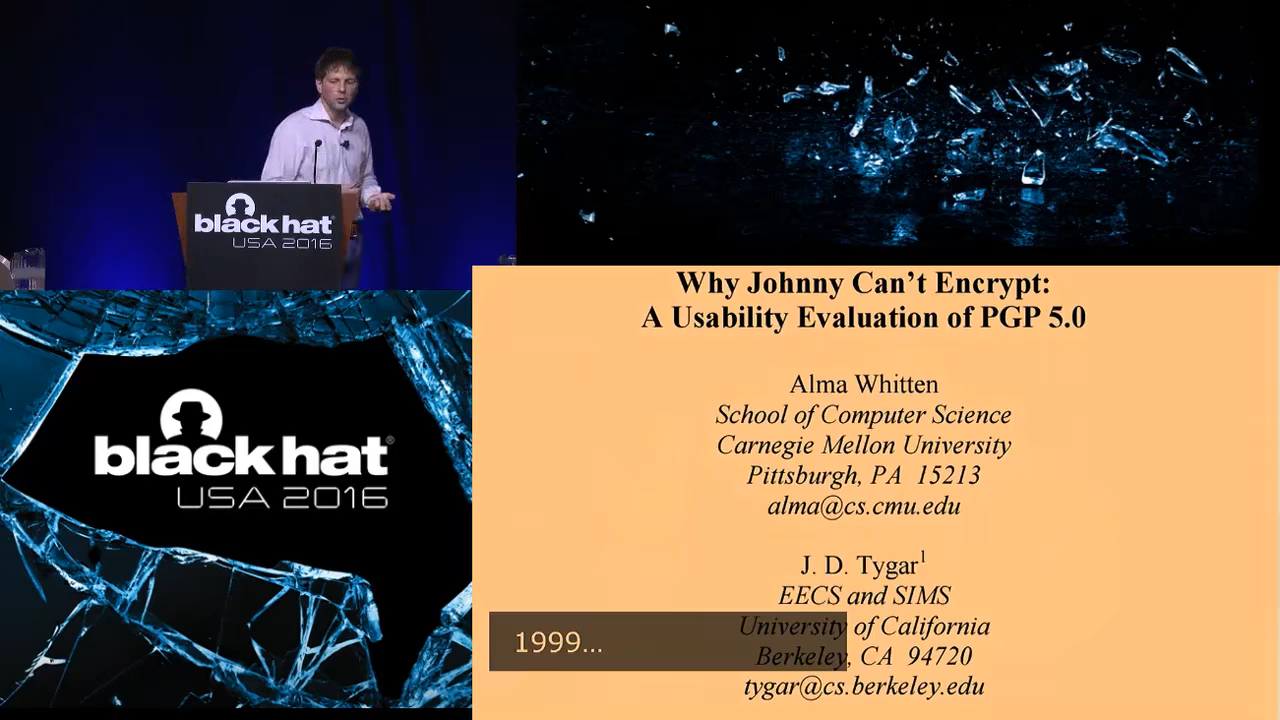 black hat
USA 2016
black hat®
USA 2016
Why Johnny Can’t Encrypt:
A Usability Evaluation of PGP 5.0
Alma Whitten
School of Computer Science
Carnegie Mellon University
Pittsburgh, PA 15213
alma@cs.cmu.edu
J. D. Tygar1
EECS and SIMS
University of California
Berkeley, CA 94720
tygar@cs.berkeley.edu
1999...